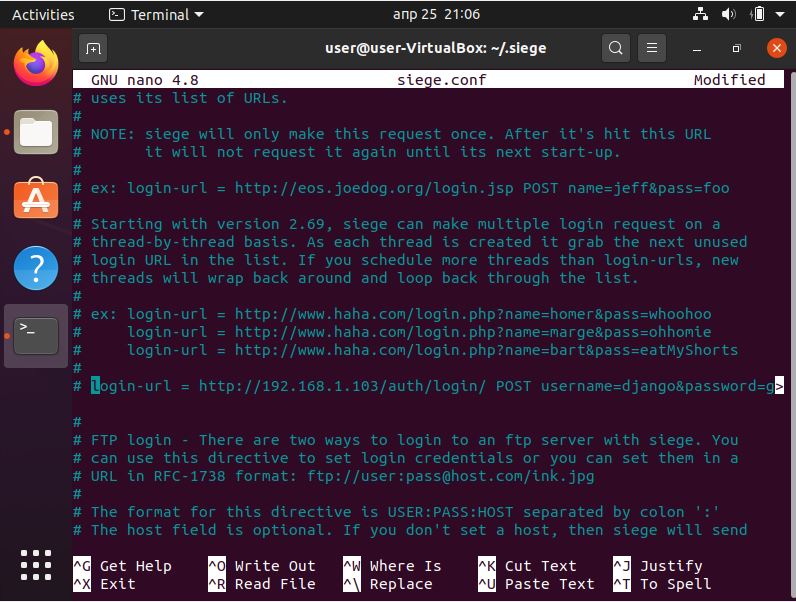 Activities Terminal апр 25 21:06
user@user-VirtualBox: ~/.siege
GNU nano 4.8 siege.conf Modified
# uses its list of URLs.
#
# NOTE: siege will only make this request once. After it's hit this URL
#       it will not request it again until its next start-up.
#
# ex: login-url = http://eos.joedog.org/login.jsp POST name=jeff&pass=foo
#
# Starting with version 2.69, siege can make multiple login request on a
# thread-by-thread basis. As each thread is created it grab the next unused
# login URL in the list. If you schedule more threads than login-urls, new
# threads will wrap back around and loop back through the list.
#
# ex: login-url = http://www.haha.com/login.php?name=homer&pass=whoohoo
#     login-url = http://www.haha.com/login.php?name=marge&pass=ohhomie
#     login-url = http://www.haha.com/login.php?name=bart&pass=eatMyShorts
#
# login-url = http://192.168.1.103/auth/login/ POST username=django&password=g>
#
# FTP login - There are two ways to login to an ftp server with siege. You
# can use this directive to set login credentials or you can set them in a
# URL in RFC-1738 format: ftp://user:pass@host.com/ink.jpg
#
# The format for this directive is USER:PASS:HOST separated by colon ':'
# The host field is optional. If you don't set a host, then siege will send
^G Get Help ^O Write Out ^W Where Is ^K Cut Text ^J Justify
^X Exit ^R Read File ^\ Replace ^U Paste Text ^T To Spell